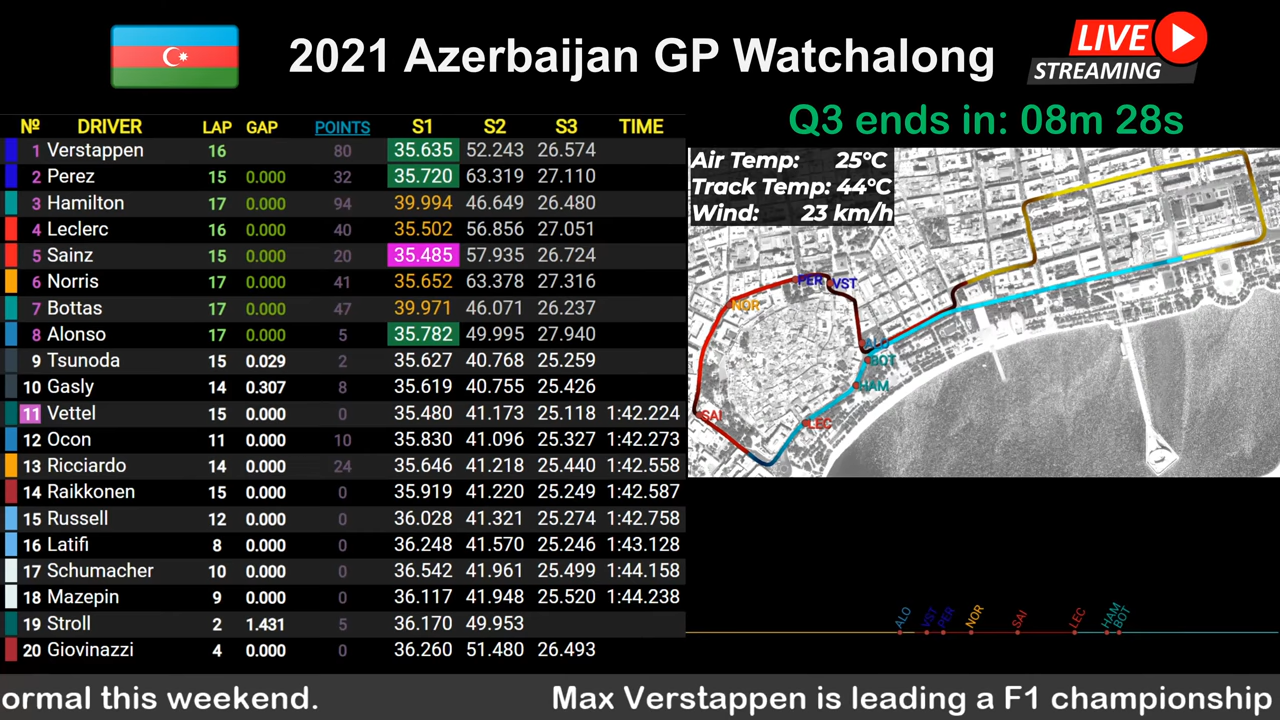 2021 Azerbaijan GP Watchalong
LIVE
STREAMING
Q3 ends in: 08m 28s
Nº DRIVER LAP GAP POINTS S1 S2 S3 TIME
1 Verstappen 16 80 35.635 52.243 26.574
2 Perez 15 0.000 32 35.720 63.319 27.110
3 Hamilton 17 0.000 94 39.994 46.649 26.480
4 Leclerc 16 0.000 40 35.502 56.856 27.051
5 Sainz 15 0.000 20 35.485 57.935 26.724
6 Norris 17 0.000 41 35.652 63.378 27.316
7 Bottas 17 0.000 47 39.971 46.071 26.237
8 Alonso 17 0.000 5 35.782 49.995 27.940
9 Tsunoda 15 0.029 2 35.627 40.768 25.259
10 Gasly 14 0.307 8 35.619 40.755 25.426
11 Vettel 15 0.000 0 35.480 41.173 25.118 1:42.224
12 Ocon 11 0.000 10 35.830 41.096 25.327 1:42.273
13 Ricciardo 14 0.000 24 35.646 41.218 25.440 1:42.558
14 Raikkonen 15 0.000 0 35.919 41.220 25.249 1:42.587
15 Russell 12 0.000 0 36.028 41.321 25.274 1:42.758
16 Latifi 8 0.000 0 36.248 41.570 25.246 1:43.128
17 Schumacher 10 0.000 0 36.542 41.961 25.499 1:44.158
18 Mazepin 9 0.000 0 36.117 41.948 25.520 1:44.238
19 Stroll 2 1.431 5 36.170 49.953
20 Giovinazzi 4 0.000 0 36.260 51.480 26.493
Air Temp: 25°C
Track Temp: 44°C
Wind: 23 km/h
PER VST
NOR
ALO
BOT
HAM
SAI
LEC
ALO VST PER NOR SAI LEC HAM BOT
ormal this weekend. Max Verstappen is leading a F1 championship